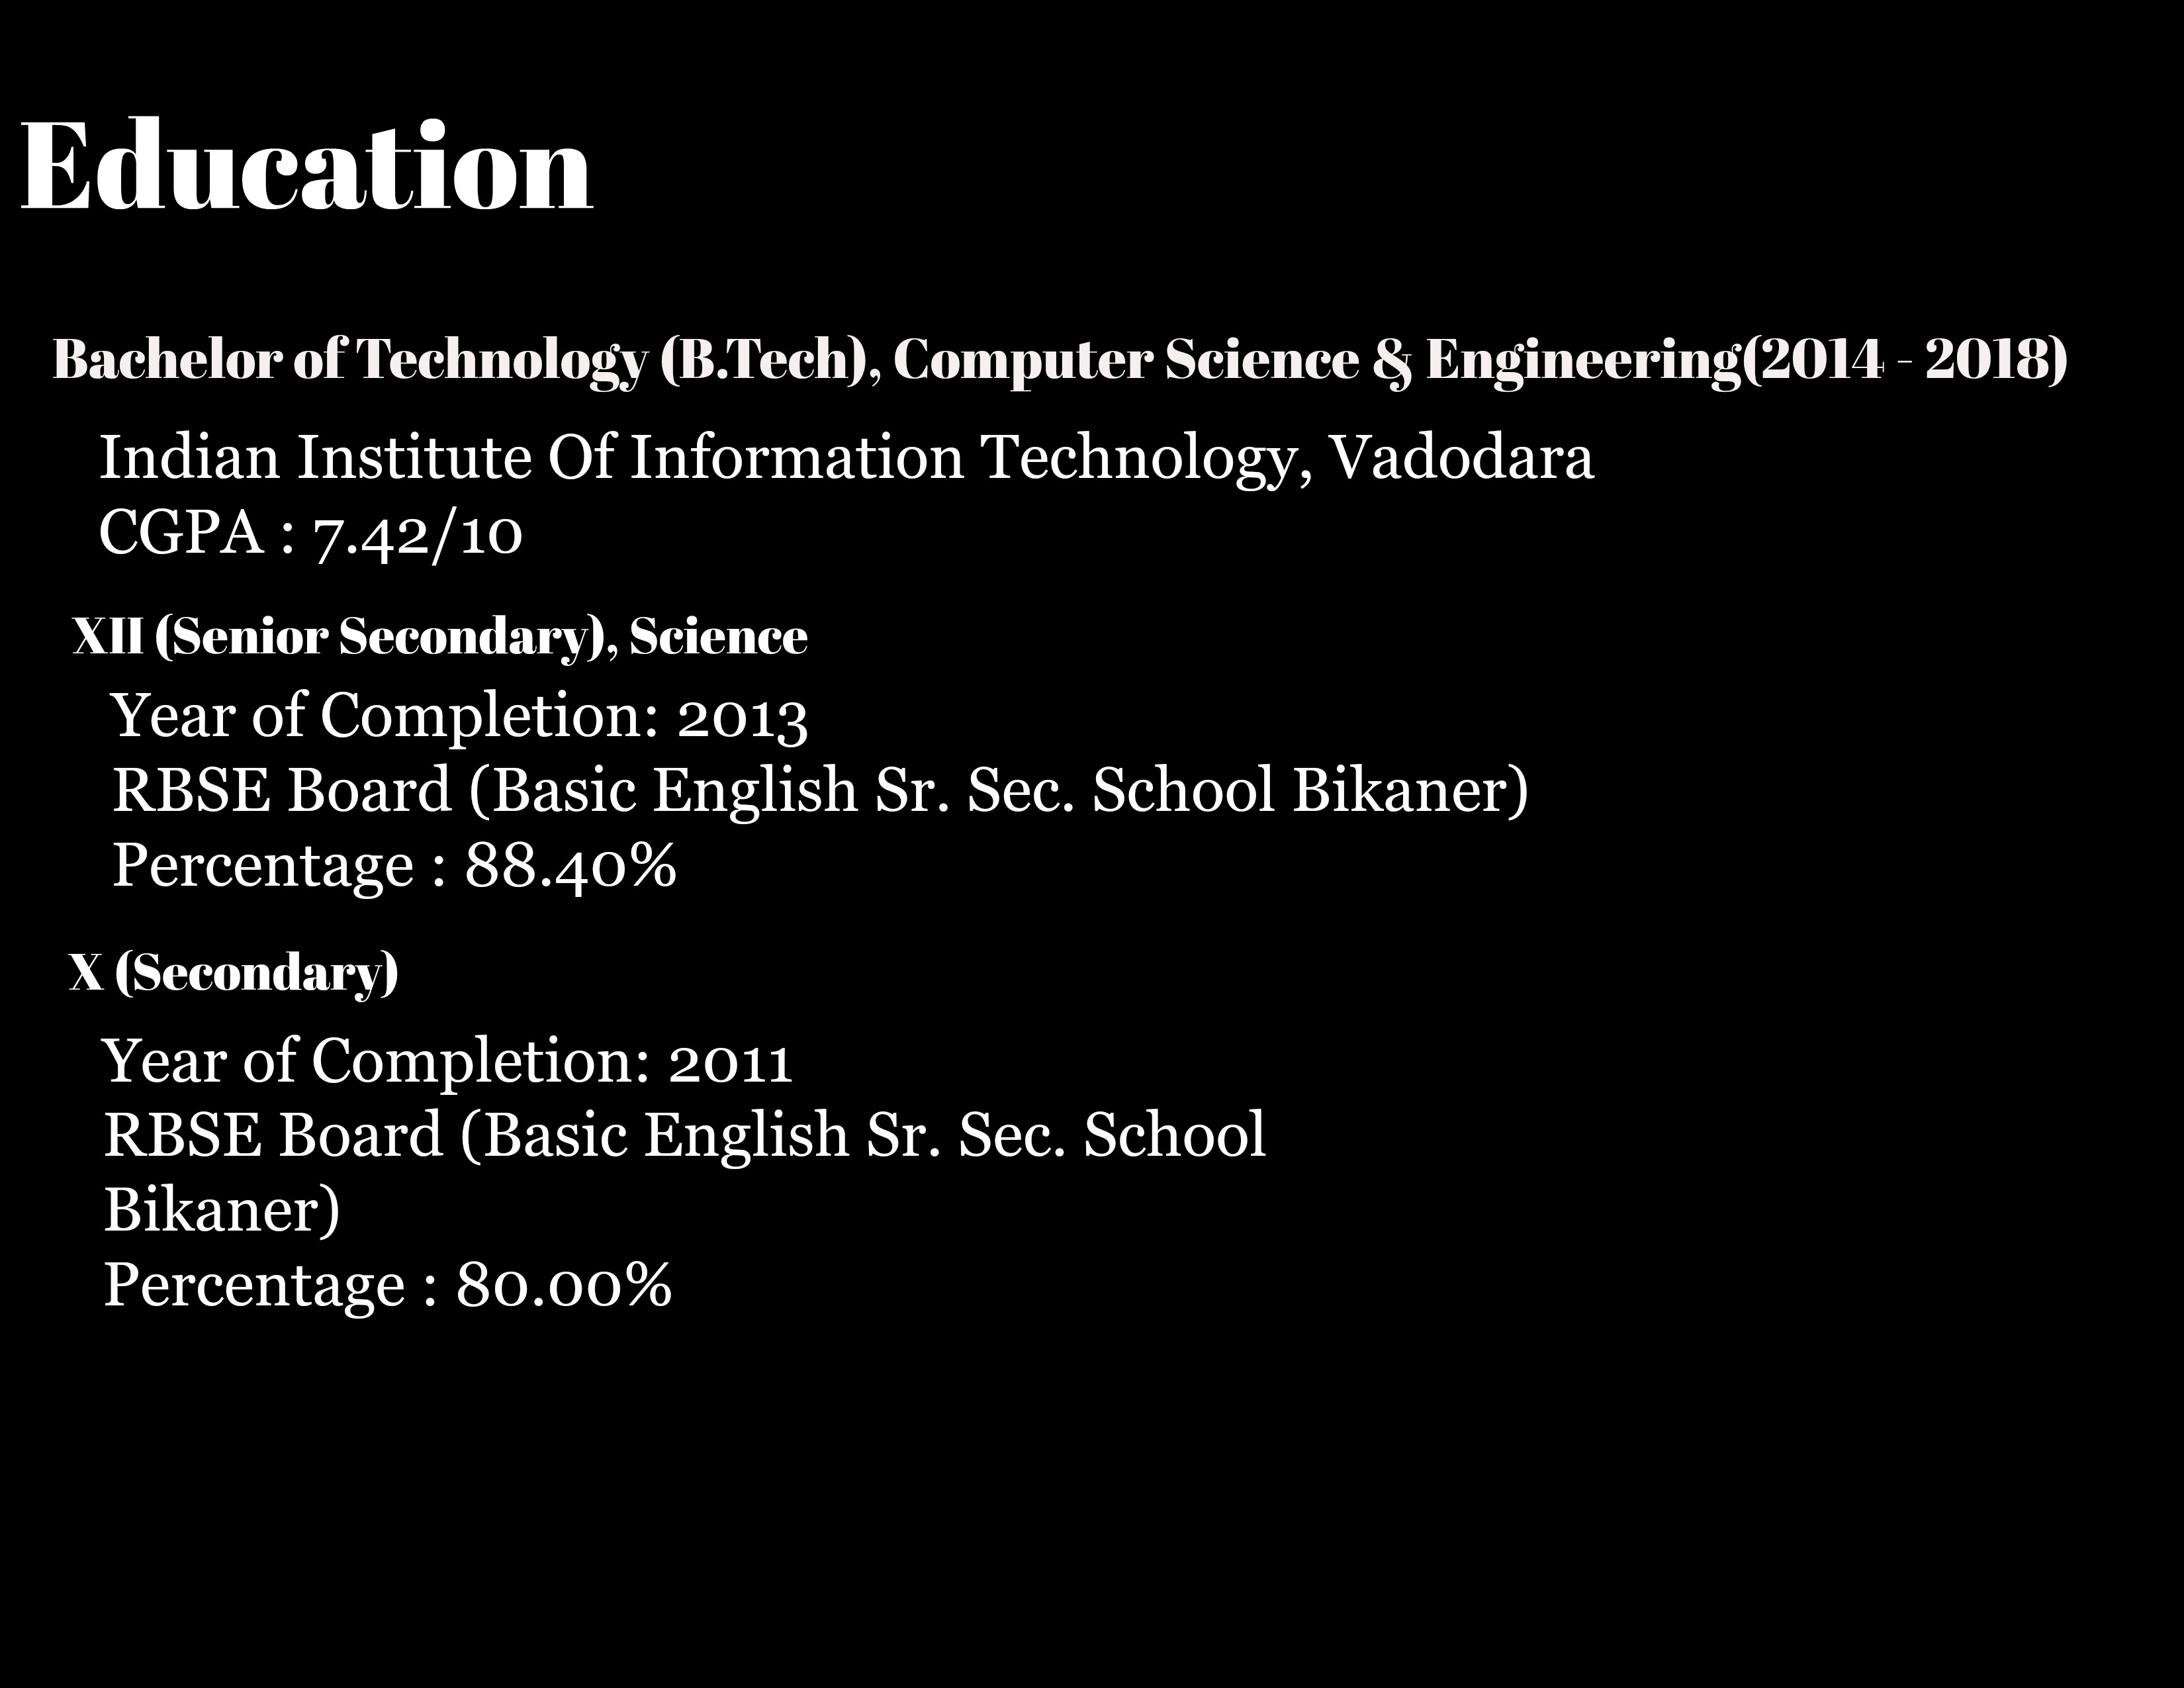 Education
Bachelor of Technology (B.Tech), Computer Science & Engineering(2014 - 2018)
Indian Institute Of Information Technology, Vadodara
CGPA : 7.42/10
XII (Senior Secondary), Science
Year of Completion: 2013
RBSE Board (Basic English Sr. Sec. School Bikaner)
Percentage : 88.40%
X (Secondary)
Year of Completion: 2011
RBSE Board (Basic English Sr. Sec. School
Bikaner)
Percentage : 80.00%